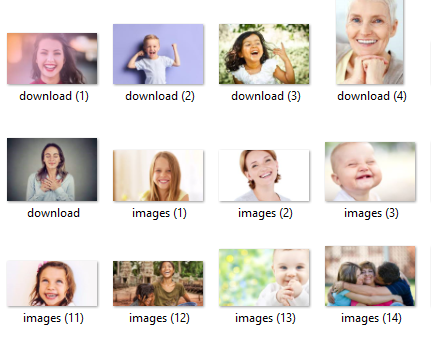 download (1)
download (2)
download (3)
download (4)
download
images (1)
images (2)
images (3)
images (11)
images (12)
images (13)
images (14)